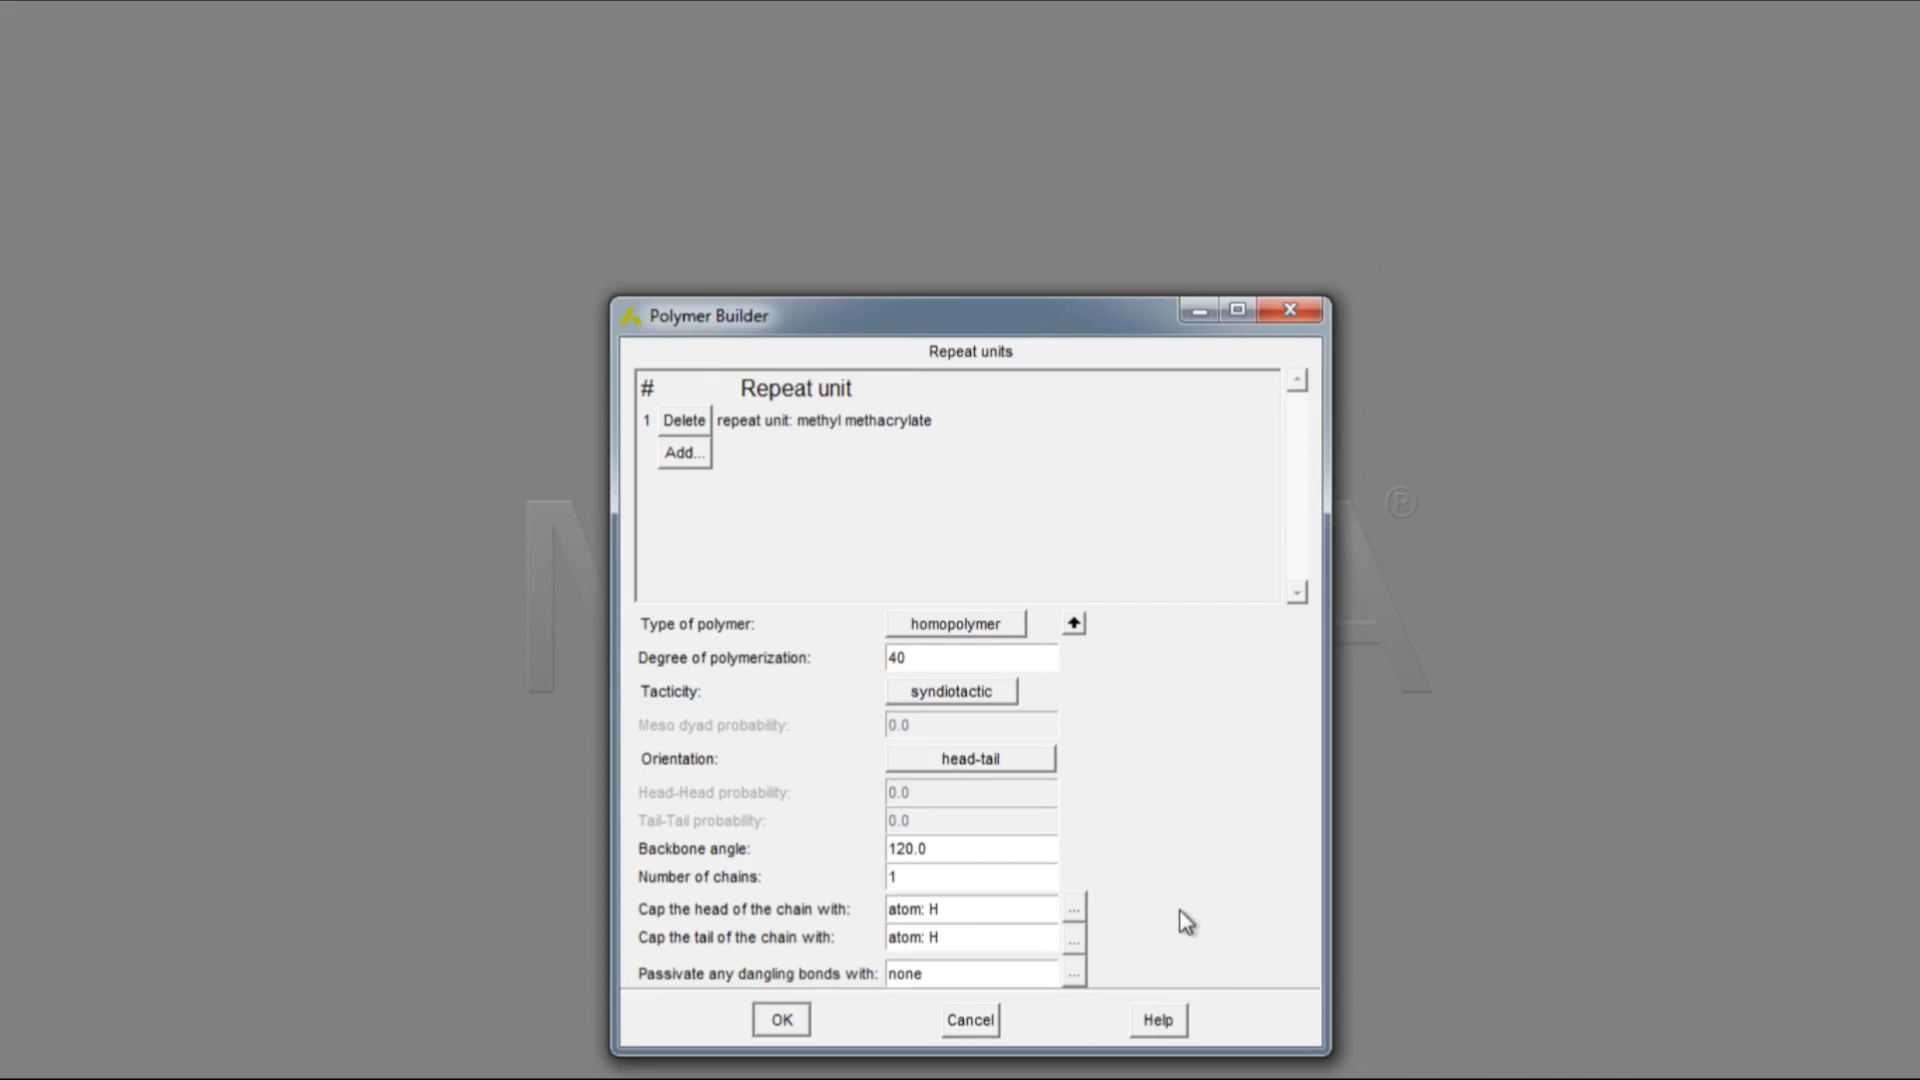 Polymer Builder
Repeat units
# Repeat unit
1 Delete repeat unit: methyl methacrylate
Add...
M A ®
Type of polymer: homopolymer
Degree of polymerization: 40
Tacticity: syndiotactic
Meso dyad probability: 0.0
Orientation: head-tail
Head-Head probability: 0.0
Tail-Tail probability: 0.0
Backbone angle: 120.0
Number of chains: 1
Cap the head of the chain with: atom: H ...
Cap the tail of the chain with: atom: H ...
Passivate any dangling bonds with: none ...
OK Cancel Help